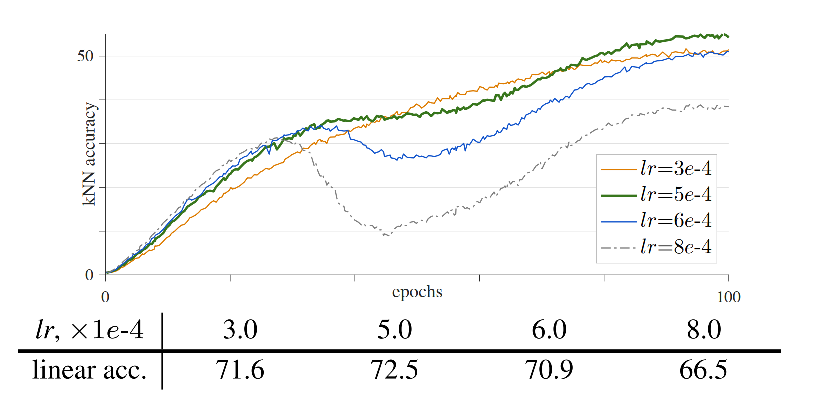 50
kNN accuracy
lr=3e-4
lr=5e-4
lr=6e-4
lr=8e-4
0
0 epochs 100
lr, ×1e-4 3.0 5.0 6.0 8.0
linear acc. 71.6 72.5 70.9 66.5